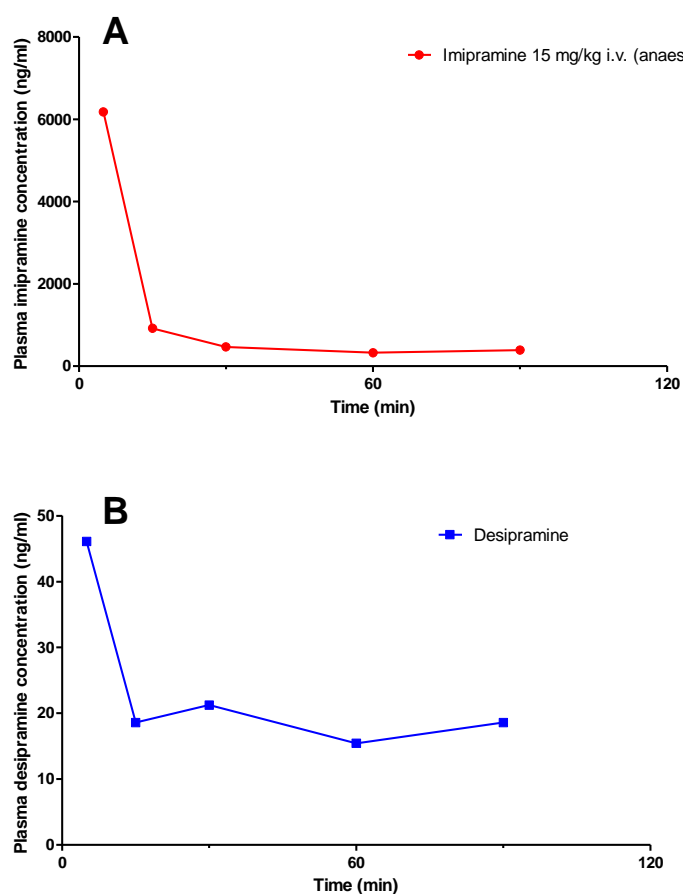 A
8000
6000
4000
2000
0
0
60
120
Plasma imipramine concentration (ng/ml)
Time (min)
Imipramine 15 mg/kg i.v. (anaes
B
50
40
30
20
10
0
0
60
120
Plasma desipramine concentration (ng/ml)
Time (min)
Desipramine